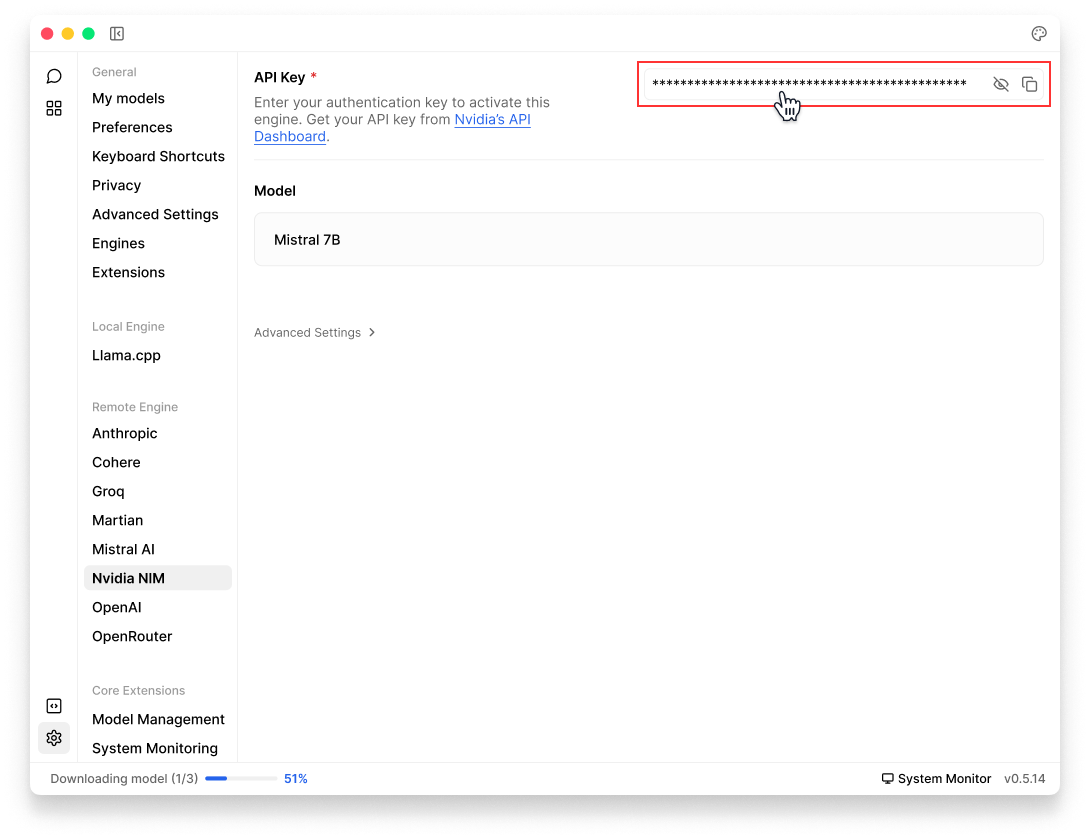 General
My models
Preferences
Keyboard Shortcuts
Privacy
Advanced Settings
Engines
Extensions
Local Engine
Llama.cpp
Remote Engine
Anthropic
Cohere
Groq
Martian
Mistral AI
Nvidia NIM
OpenAI
OpenRouter
Core Extensions
Model Management
System Monitoring
API Key *
Enter your authentication key to activate this
engine. Get your API key from Nvidia’s API
Dashboard.
*********************************************
Model
Mistral 7B
Advanced Settings
Downloading model (1/3) 51%
System Monitor v0.5.14